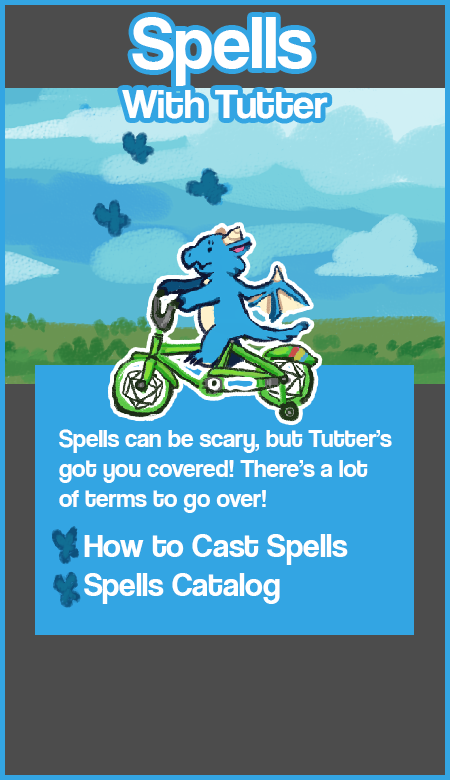 Spells
With Tutter
Spells can be scary, but Tutter's
got you covered! There's a lot
of terms to go over!
How to Cast Spells
Spells Catalog